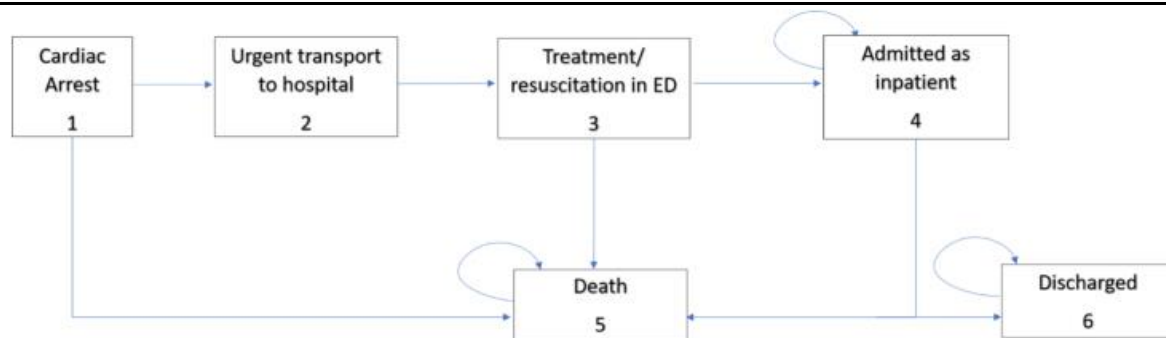 Cardiac
Arrest
1
Urgent transport
to hospital
2
Treatment/
resuscitation in ED
3
Admitted as
inpatient
4
Death
5
Discharged
6